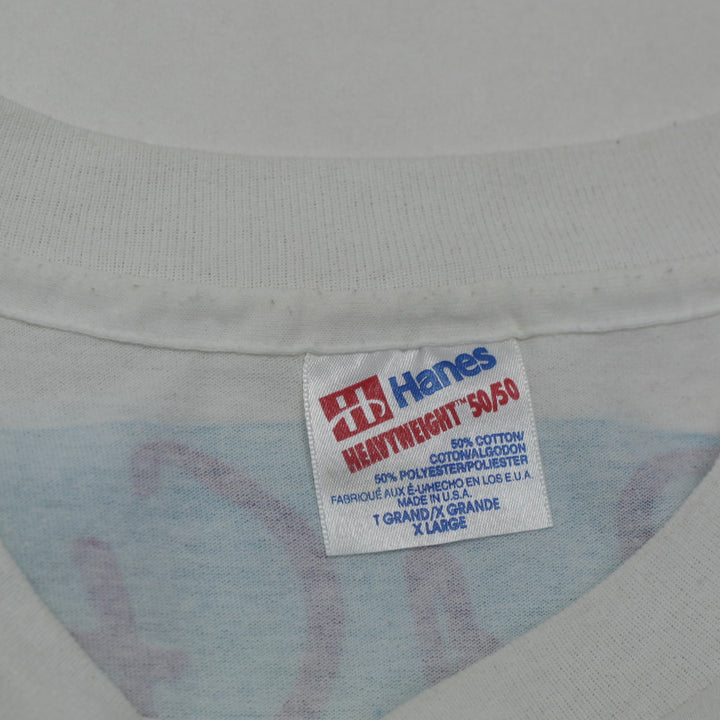 Hanes
HEAVYWEIGHT™ 50/50
50% COTTON/
COTON/ALGODON
50% POLYESTER/POLIESTER
FABRIQUÉ AUX É-U/HECHO EN LOS E.U.A.
MADE IN U.S.A.
T GRAND/X GRANDE
X LARGE